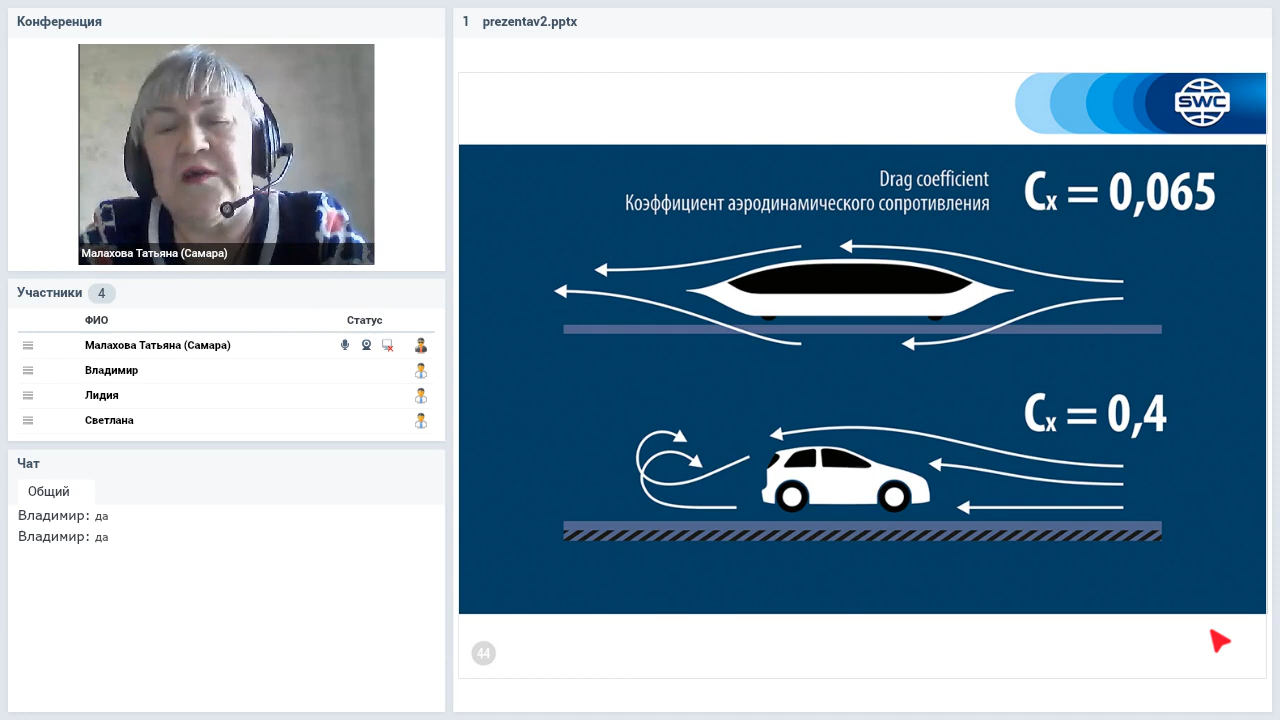 Конференция
Малахова Татьяна (Самара)
Участники 4
ФИО Статус
Малахова Татьяна (Самара)
Владимир
Лидия
Светлана
Чат
Общий
Владимир: да
Владимир: да
1 prezentav2.pptx
SWC
Drag coefficient
Коэффициент аэродинамического сопротивления
Cx = 0,065
Cx = 0,4
44